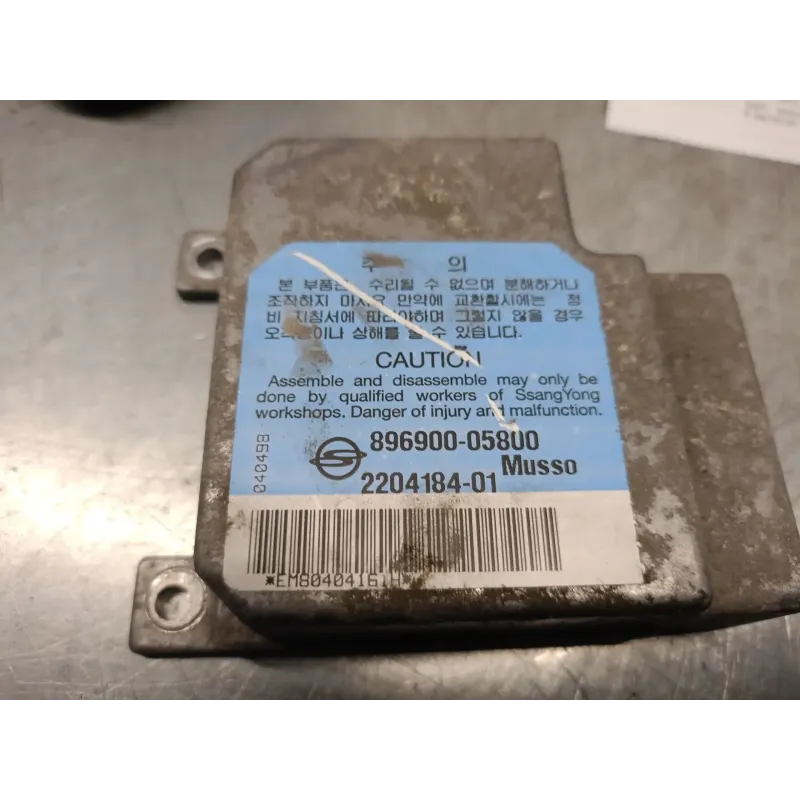 주 의
본 부품은 수리될 수 없으며 분해하거나
조작하지 마시오 만약에 교환할시에는 정
비 지침서에 따라야하며 그렇지 않을 경우
오작동이나 상해를 할 수 있습니다.
CAUTION
Assemble and disassemble may only be
done by qualified workers of SsangYong
workshops. Danger of injury and malfunction.
040498
896900-05800
Musso
2204184-01
*EM80404161H